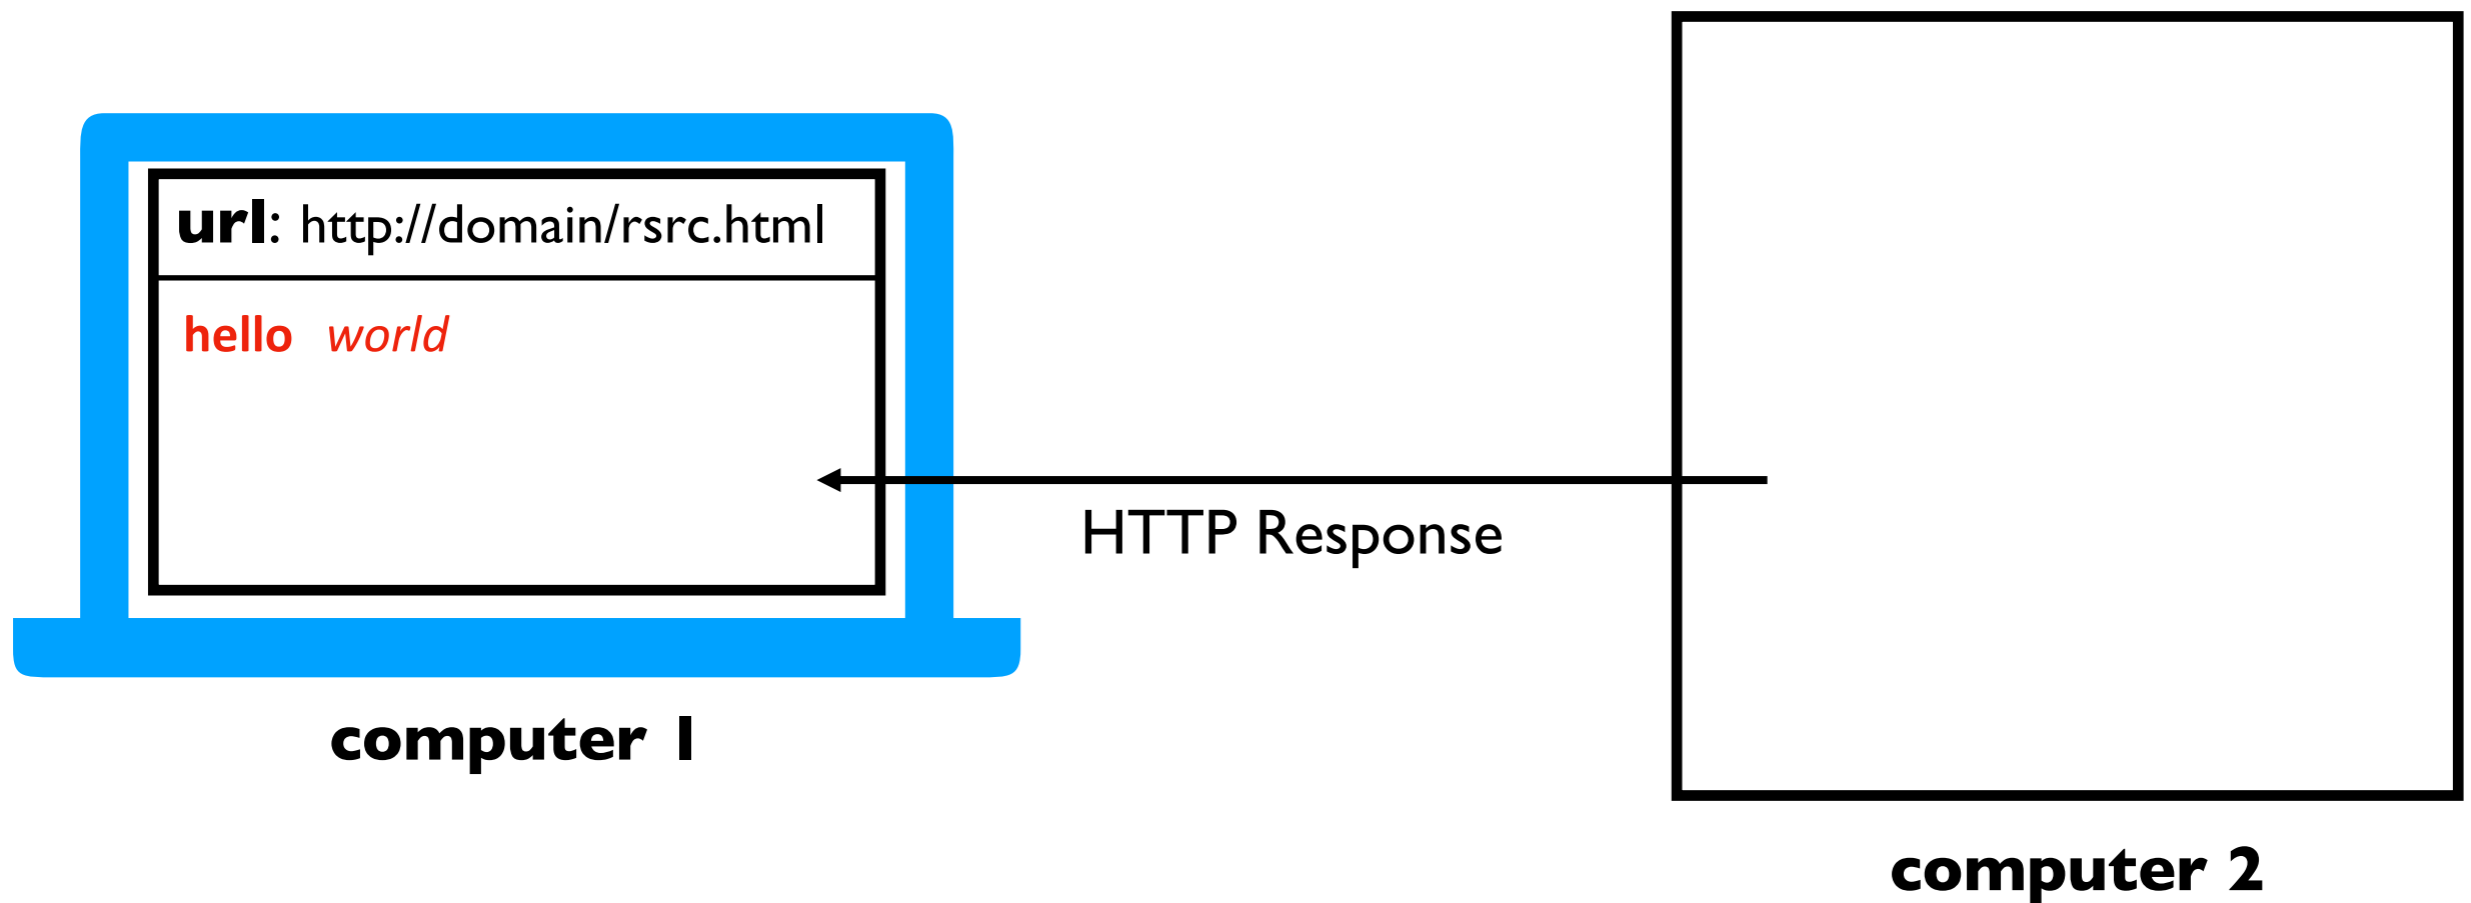 url: http://domain/rsrc.html
hello world
HTTP Response
computer 1
computer 2